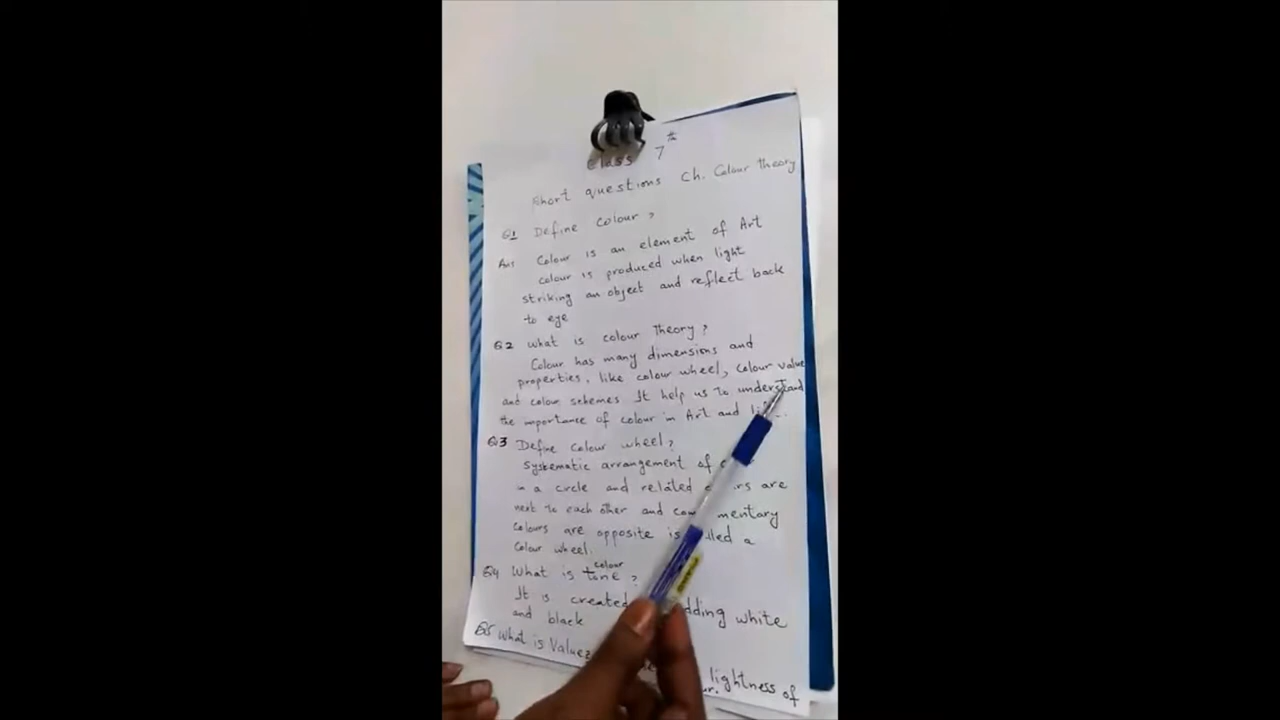 Class 7th
Short questions Ch. Colour Theory
Q1 Define Colour?
Ans Colour is an element of Art
colour is produced when light
striking an object and reflect back
to eye
Q2 What is colour Theory?
Colour has many dimensions and
properties, like colour wheel, colour value
and colour schemes. It help us to understand
the importance of colour in Art and
Q3 Define Colour wheel?
Systematic arrangement of
in a circle and related are
next to each other and
colours are opposite is a
Colour wheel.
Q4 What is colour tone?
It is created white
and black
Q5 What is Value?
lightness of